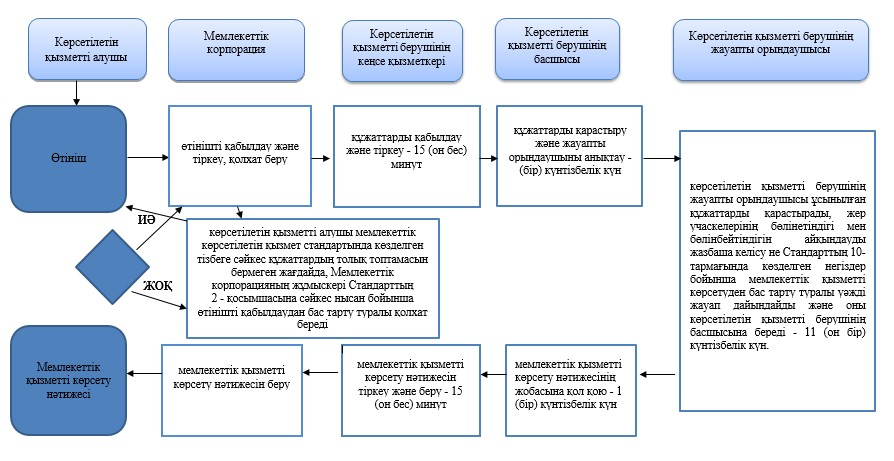 Көрсетілетін
қызметті алушы
Мемлекеттік
корпорация
Көрсетілетін
қызметті берушінің
кеңсе қызметкері
Көрсетілетін
қызметті берушінің
басшысы
Көрсетілетін қызметті берушінің
жауапты орындаушысы
Өтініш
өтінішті қабылдау және
тіркеу, қолхат беру
құжаттарды қабылдау
және тіркеу - 15 (он бес)
минут
құжаттарды қарастыру
және жауапты
орындаушыны анықтау -
(бір) күнтізбелік күн
көрсетілетін қызметті берушінің
жауапты орындаушысы ұсынылған
құжаттарды қарастырады, жер
учаскелерінің бөлінетіндігі мен
бөлінбейтіндігін айқындауды
жазбаша келісу не Стандарттың 10-
тармағында көзделген негіздер
бойынша мемлекеттік қызметті
көрсетуден бас тарту туралы уәжді
жауап дайындайды және оны
көрсетілетін қызметті берушінің
басшысына береді - 11 (он бір)
күнтізбелік күн.
ИӘ
ЖОҚ
көрсетілетін қызметті алушы мемлекеттік
көрсетілетін қызмет стандартында көзделген
тізбеге сәйкес құжаттардың толық топтамасын
бермеген жағдайда, Мемлекеттік
корпорацияның жұмыскері Стандарттың
2 - қосымшасына сәйкес нысан бойынша
өтінішті қабылдаудан бас тарту туралы қолхат
береді
Мемлекеттік
қызметті көрсету
нәтижесі
мемлекеттік қызметті
көрсету нәтижесін беру
мемлекеттік қызметті
көрсету нәтижесін
тіркеу және беру - 15
(он бес) минут
мемлекеттік қызметті
көрсету нәтижесінің
жобасына қол қою - 1
(бір) күнтізбелік күн